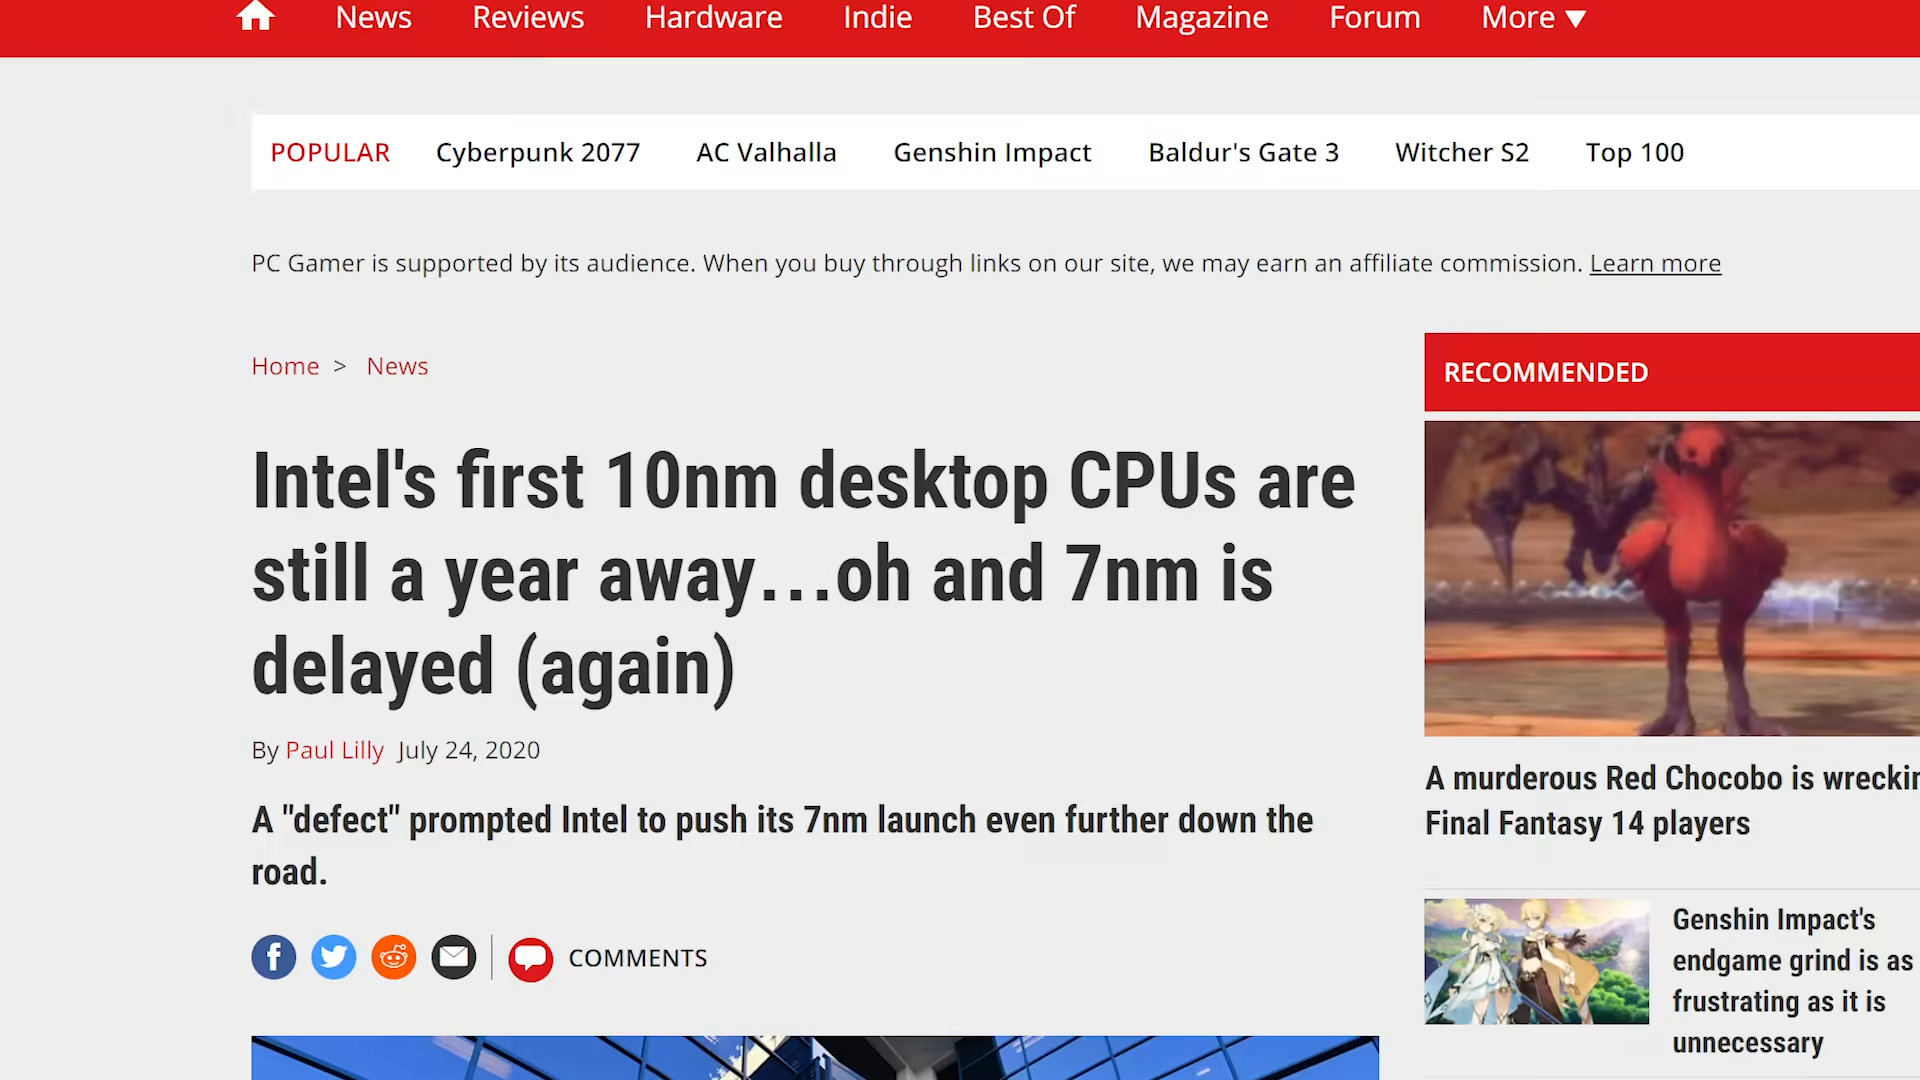 News Reviews Hardware Indie Best Of Magazine Forum More
POPULAR Cyberpunk 2077 AC Valhalla Genshin Impact Baldur's Gate 3 Witcher S2 Top 100
PC Gamer is supported by its audience. When you buy through links on our site, we may earn an affiliate commission. Learn more
Home > News
Intel's first 10nm desktop CPUs are
still a year away...oh and 7nm is
delayed (again)
By Paul Lilly July 24, 2020
A "defect" prompted Intel to push its 7nm launch even further down the
road.
COMMENTS
RECOMMENDED
A murderous Red Chocobo is
Final Fantasy 14 players
Genshin Impact's
endgame grind is as
frustrating as it is
unnecessary